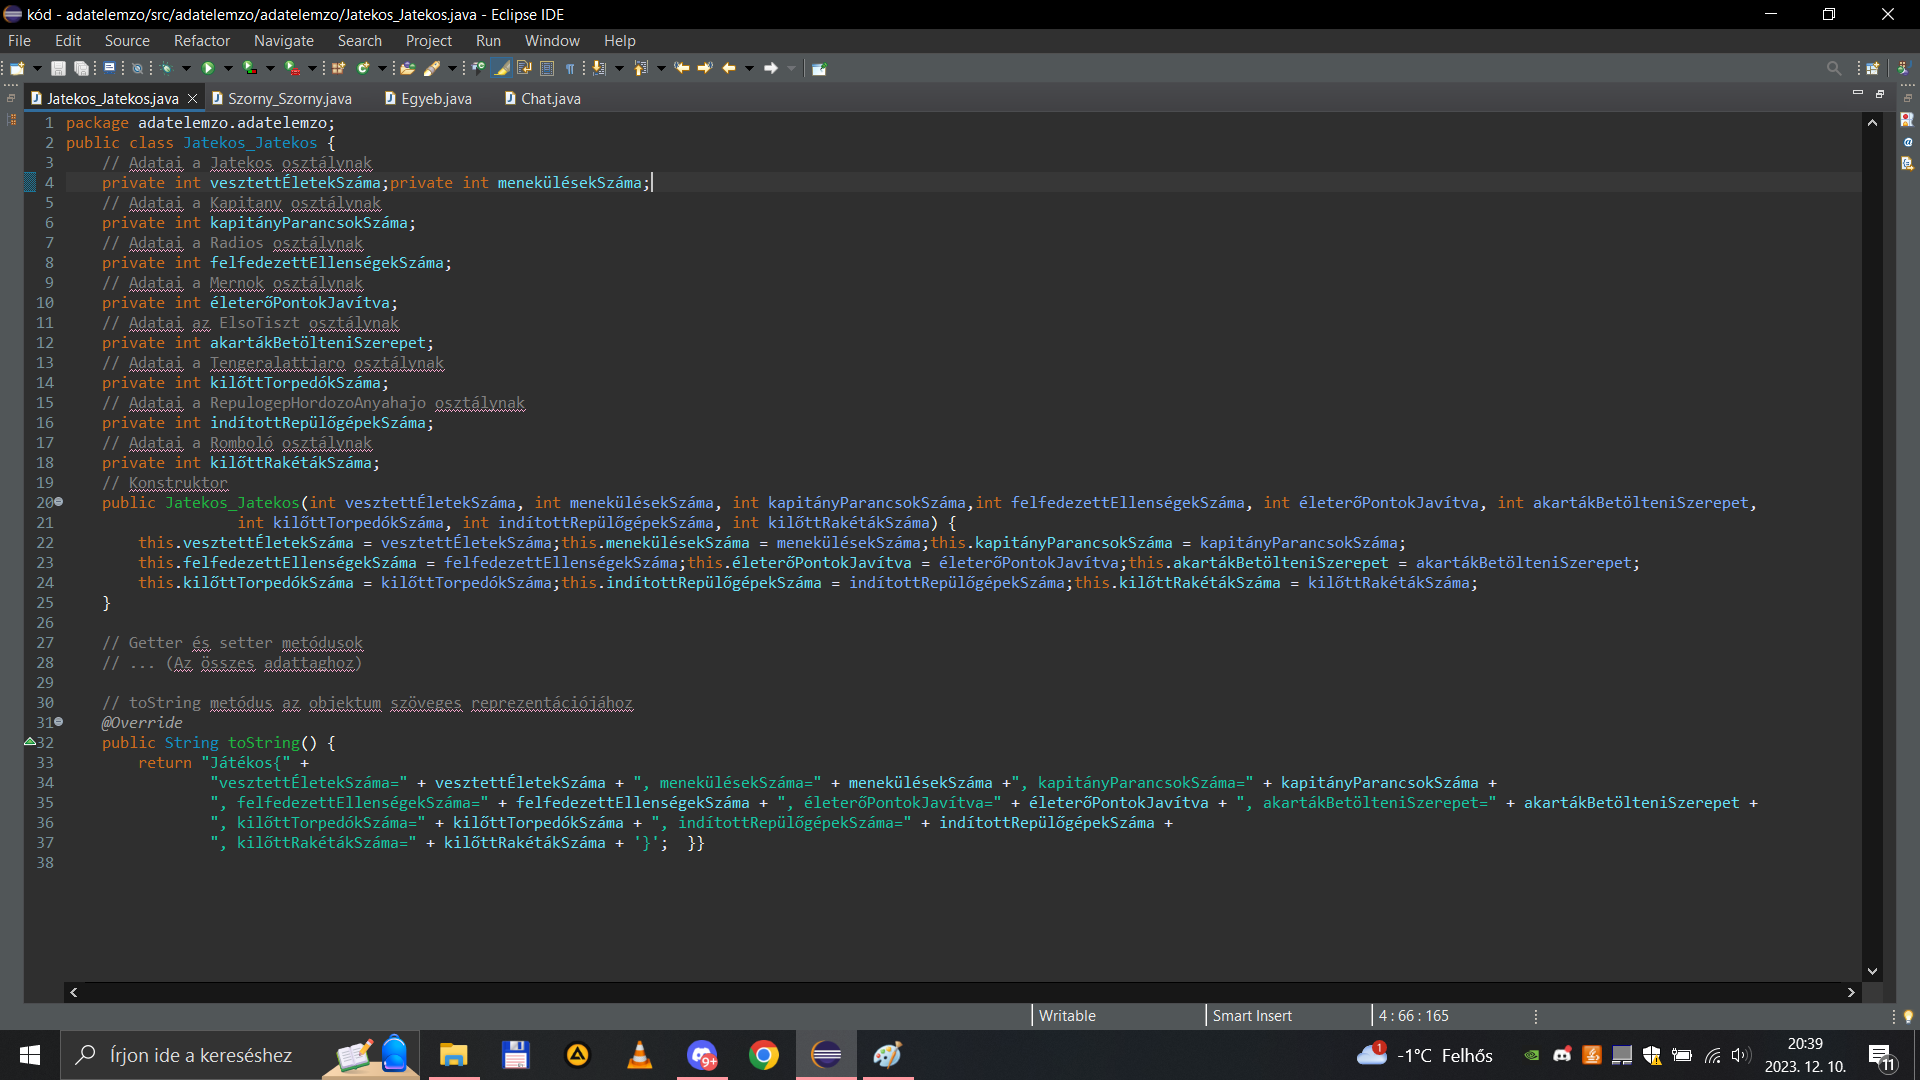 kód - adatelemzo/src/adatelemzo/adatelemzo/Jatekos_Jatekos.java - Eclipse IDE
File Edit Source Refactor Navigate Search Project Run Window Help
Jatekos_Jatekos.java Szorny_Szorny.java Egyeb.java Chat.java
1 package adatelemzo.adatelemzo;
2 public class Jatekos_Jatekos {
3 // Adatai a Jatekos osztálynak
4 private int vesztettÉletekSzáma;private int menekülésekSzáma;
5 // Adatai a Kapitany osztálynak
6 private int kapitányParancsokSzáma;
7 // Adatai a Radios osztálynak
8 private int felfedezettEllenségekSzáma;
9 // Adatai a Mernok osztálynak
10 private int életerőPontokJavítva;
11 // Adatai az ElsoTiszt osztálynak
12 private int akartákBetölteniSzerepet;
13 // Adatai a Tengeralattjaro osztálynak
14 private int kilőttTorpedókSzáma;
15 // Adatai a RepulogepHordozoAnyahajo osztálynak
16 private int indítottRepülőgépekSzáma;
17 // Adatai a Romboló osztálynak
18 private int kilőttRakétákSzáma;
19 // Konstruktor
20 public Jatekos_Jatekos(int vesztettÉletekSzáma, int menekülésekSzáma, int kapitányParancsokSzáma,int felfedezettEllenségekSzáma, int életerőPontokJavítva, int akartákBetölteniSzerepet,
21 int kilőttTorpedókSzáma, int indítottRepülőgépekSzáma, int kilőttRakétákSzáma) {
22 this.vesztettÉletekSzáma = vesztettÉletekSzáma;this.menekülésekSzáma = menekülésekSzáma;this.kapitányParancsokSzáma = kapitányParancsokSzáma;
23 this.felfedezettEllenségekSzáma = felfedezettEllenségekSzáma;this.életerőPontokJavítva = életerőPontokJavítva;this.akartákBetölteniSzerepet = akartákBetölteniSzerepet;
24 this.kilőttTorpedókSzáma = kilőttTorpedókSzáma;this.indítottRepülőgépekSzáma = indítottRepülőgépekSzáma;this.kilőttRakétákSzáma = kilőttRakétákSzáma;
25 }
26
27 // Getter és setter metódusok
28 // ... (Az összes adattaghoz)
29
30 // toString metódus az objektum szöveges reprezentációjához
31 @Override
32 public String toString() {
33 return "Játékos{" +
34 "vesztettÉletekSzáma=" + vesztettÉletekSzáma + ", menekülésekSzáma=" + menekülésekSzáma +", kapitányParancsokSzáma=" + kapitányParancsokSzáma +
35 ", felfedezettEllenségekSzáma=" + felfedezettEllenségekSzáma + ", életerőPontokJavítva=" + életerőPontokJavítva + ", akartákBetölteniSzerepet=" + akartákBetölteniSzerepet +
36 ", kilőttTorpedókSzáma=" + kilőttTorpedókSzáma + ", indítottRepülőgépekSzáma=" + indítottRepülőgépekSzáma +
37 ", kilőttRakétákSzáma=" + kilőttRakétákSzáma + '}'; }}
38
Writable Smart Insert 4 : 66 : 165
Írjon ide a kereséshez
9+
1 -1°C Felhős
20:39
2023. 12. 10.
11